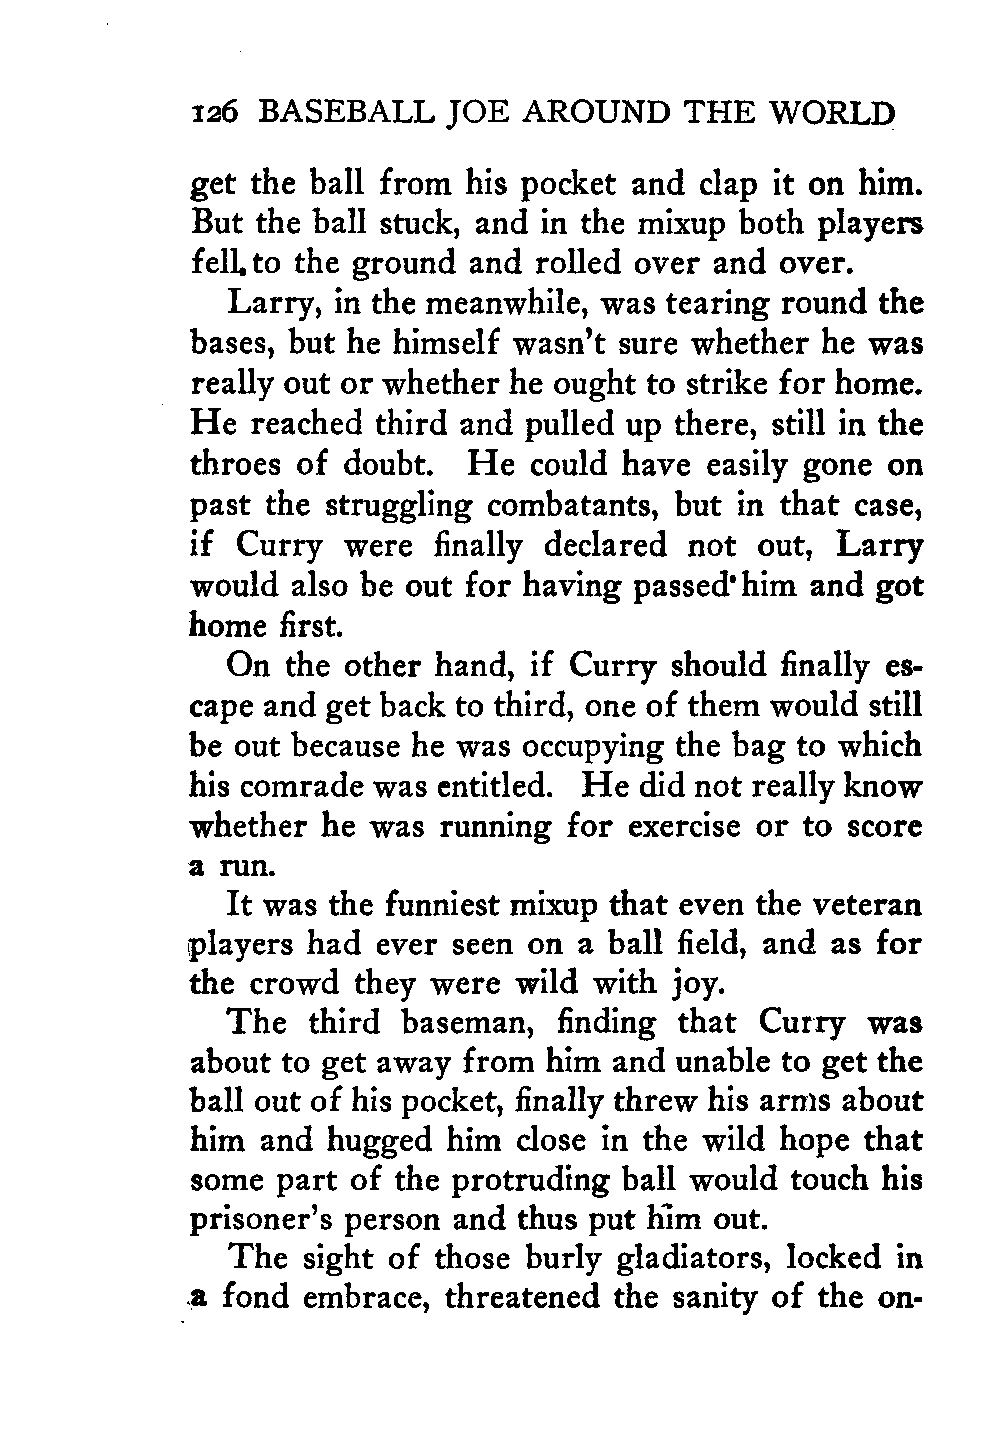 126 BASEBALL JOE AROUND THE WORLD
get the ball from his pocket and clap it on him.
But the ball stuck, and in the mixup both players
fell to the ground and rolled over and over.
Larry, in the meanwhile, was tearing round the
bases, but he himself wasn't sure whether he was
really out or whether he ought to strike for home.
He reached third and pulled up there, still in the
throes of doubt. He could have easily gone on
past the struggling combatants, but in that case,
if Curry were finally declared not out, Larry
would also be out for having passed him and got
home first.
On the other hand, if Curry should finally es-
cape and get back to third, one of them would still
be out because he was occupying the bag to which
his comrade was entitled. He did not really know
whether he was running for exercise or to score
a run.
It was the funniest mixup that even the veteran
players had ever seen on a ball field, and as for
the crowd they were wild with joy.
The third baseman, finding that Curry was
about to get away from him and unable to get the
ball out of his pocket, finally threw his arms about
him and hugged him close in the wild hope that
some part of the protruding ball would touch his
prisoner's person and thus put him out.
The sight of those burly gladiators, locked in
a fond embrace, threatened the sanity of the on-